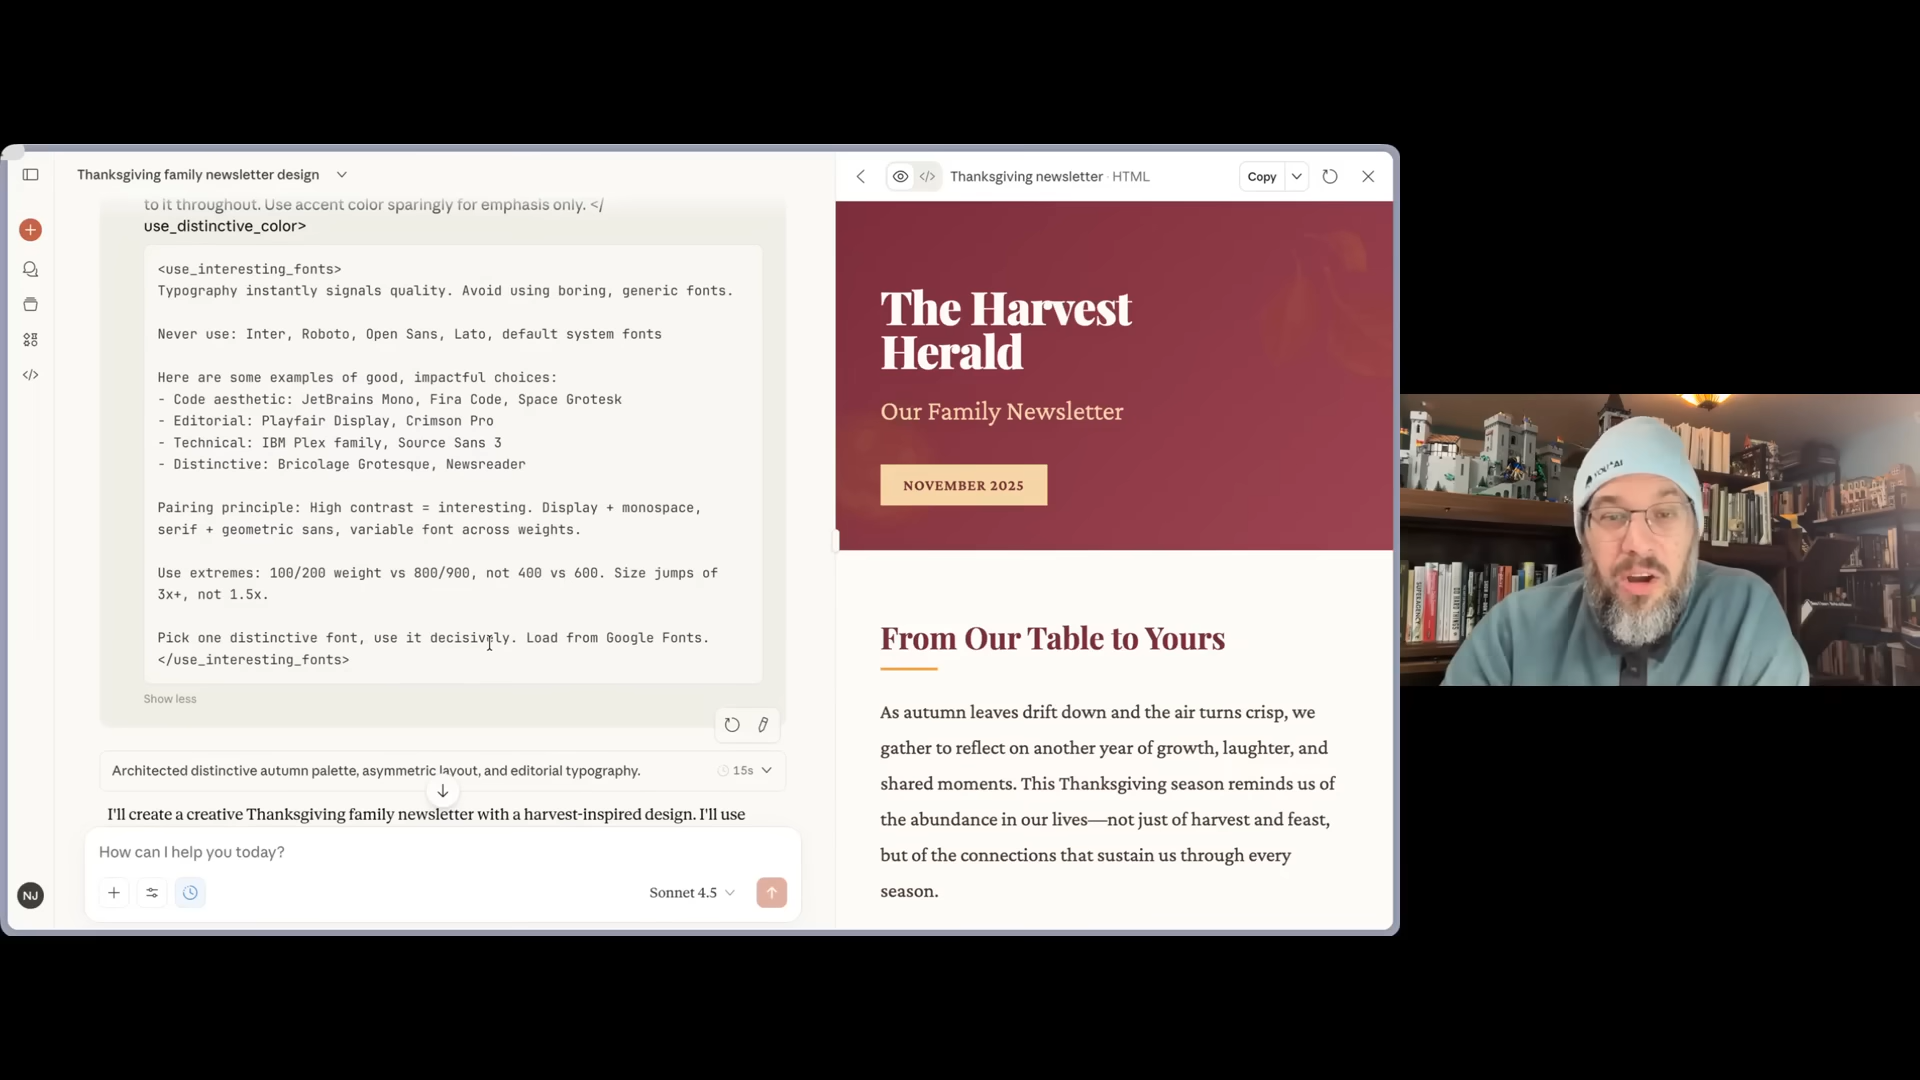 Thanksgiving family newsletter design
to it throughout. Use accent color sparingly for emphasis only. </
use_distinctive_color>
<use_interesting_fonts>
Typography instantly signals quality. Avoid using boring, generic fonts.
Never use: Inter, Roboto, Open Sans, Lato, default system fonts
Here are some examples of good, impactful choices:
- Code aesthetic: JetBrains Mono, Fira Code, Space Grotesk
- Editorial: Playfair Display, Crimson Pro
- Technical: IBM Plex family, Source Sans 3
- Distinctive: Bricolage Grotesque, Newsreader
Pairing principle: High contrast = interesting. Display + monospace,
serif + geometric sans, variable font across weights.
Use extremes: 100/200 weight vs 800/900, not 400 vs 600. Size jumps of
3x+, not 1.5x.
Pick one distinctive font, use it decisively. Load from Google Fonts.
</use_interesting_fonts>
Show less
Architected distinctive autumn palette, asymmetric layout, and editorial typography.
15s
I'll create a creative Thanksgiving family newsletter with a harvest-inspired design. I'll use
How can I help you today?
Sonnet 4.5
NJ
Thanksgiving newsletter · HTML
Copy
The Harvest
Herald
Our Family Newsletter
NOVEMBER 2025
From Our Table to Yours
As autumn leaves drift down and the air turns crisp, we
gather to reflect on another year of growth, laughter, and
shared moments. This Thanksgiving season reminds us of
the abundance in our lives—not just of harvest and feast,
but of the connections that sustain us through every
season.